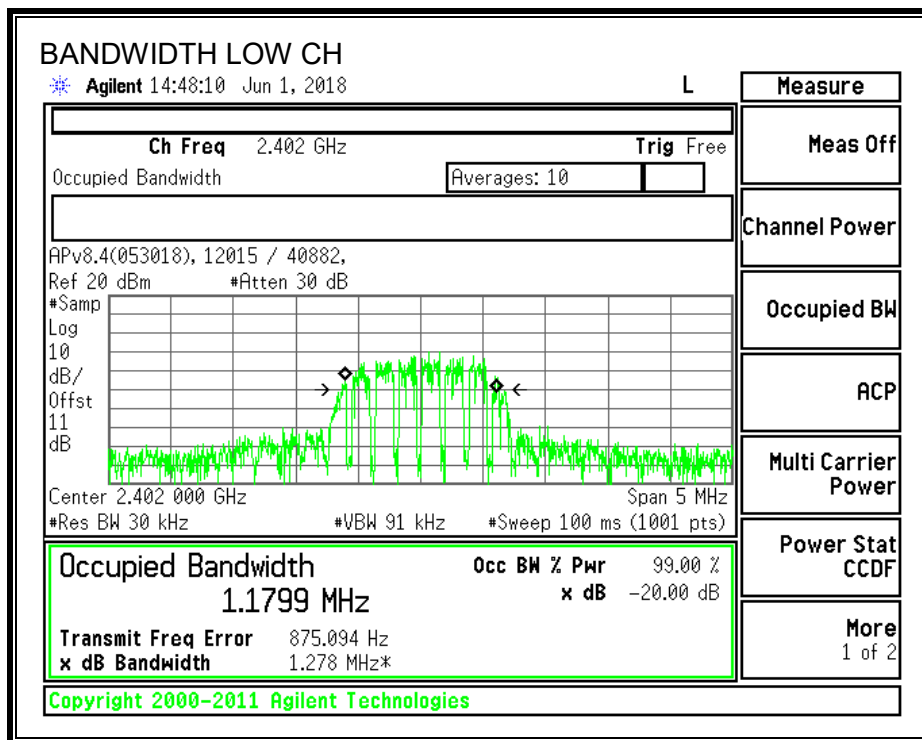 BANDWIDTH LOW CH
Agilent 14:48:10 Jun 1, 2018 L
Measure
Ch Freq 2.402 GHz Trig Free
Meas Off
Occupied Bandwidth Averages: 10
Channel Power
APv8.4(053018), 12015 / 40882,
Ref 20 dBm #Atten 30 dB
#Samp
Log
10
dB/
Offst
11
dB
Occupied BW
ACP
Multi Carrier
Power
Center 2.402 000 GHz Span 5 MHz
#Res BW 30 kHz #VBW 91 kHz #Sweep 100 ms (1001 pts)
Power Stat
CCDF
Occupied Bandwidth Occ BW % Pwr 99.00 %
1.1799 MHz x dB -20.00 dB
Transmit Freq Error 875.094 Hz
x dB Bandwidth 1.278 MHz*
More
1 of 2
Copyright 2000-2011 Agilent Technologies